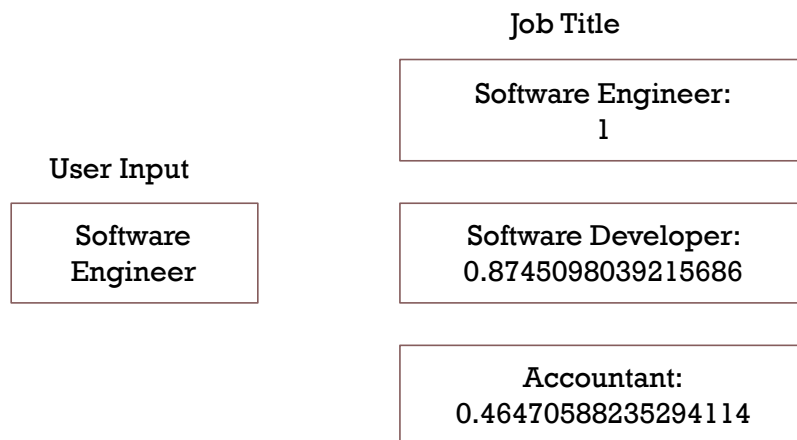 Job Title
Software Engineer:
1
User Input
Software
Engineer
Software Developer:
0.8745098039215686
Accountant:
0.46470588235294114